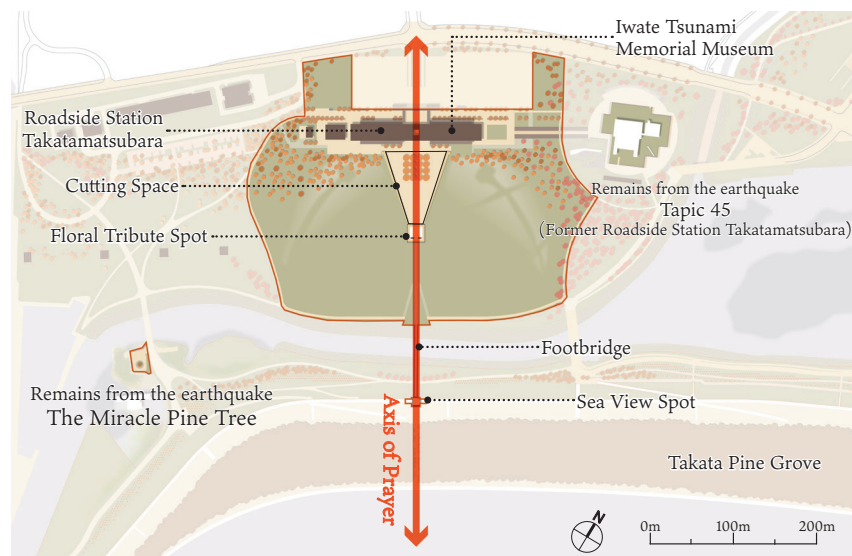 Iwate Tsunami
Memorial Museum
Roadside Station
Takatamatsubara
Cutting Space
Floral Tribute Spot
Remains from the earthquake
Tapic 45
(Former Roadside Station Takatamatsubara)
Footbridge
Remains from the earthquake
The Miracle Pine Tree
Sea View Spot
Axis of Prayer
Takata Pine Grove
N
0m 100m 200m